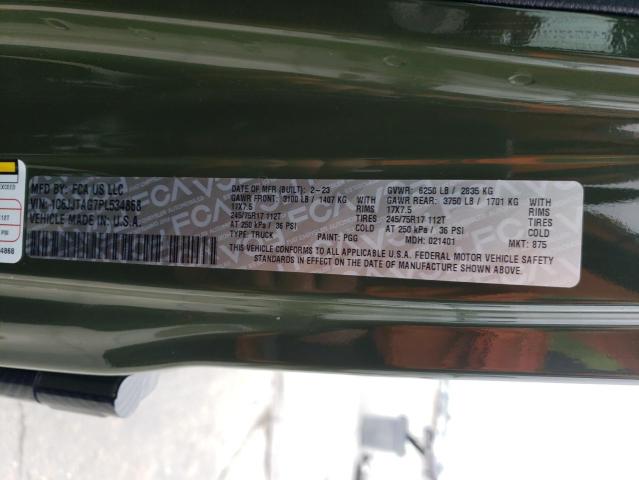 MFD BY: FCA US LLC
VIN: 1C6JJTAG7PL534868
VEHICLE MADE IN: U.S.A.
DATE OF MFR (BUILT): 2-23 GVWR: 6250 LB / 2835 KG
GAWR FRONT: 3100 LB / 1407 KG WITH GAWR REAR: 3750 LB / 1701 KG WITH
17X7.5 RIMS 17X7.5 RIMS
245/75R17 112T TIRES 245/75R17 112T TIRES
AT 250 kPa / 36 PSI COLD AT 250 kPa / 36 PSI COLD
TYPE: TRUCK PAINT: PGG MDH: 021401 MKT: 875
THIS VEHICLE CONFORMS TO ALL APPLICABLE U.S.A. FEDERAL MOTOR VEHICLE SAFETY
STANDARDS IN EFFECT ON THE DATE OF MANUFACTURE SHOWN ABOVE.
EXCEED
112T
PSI
4868